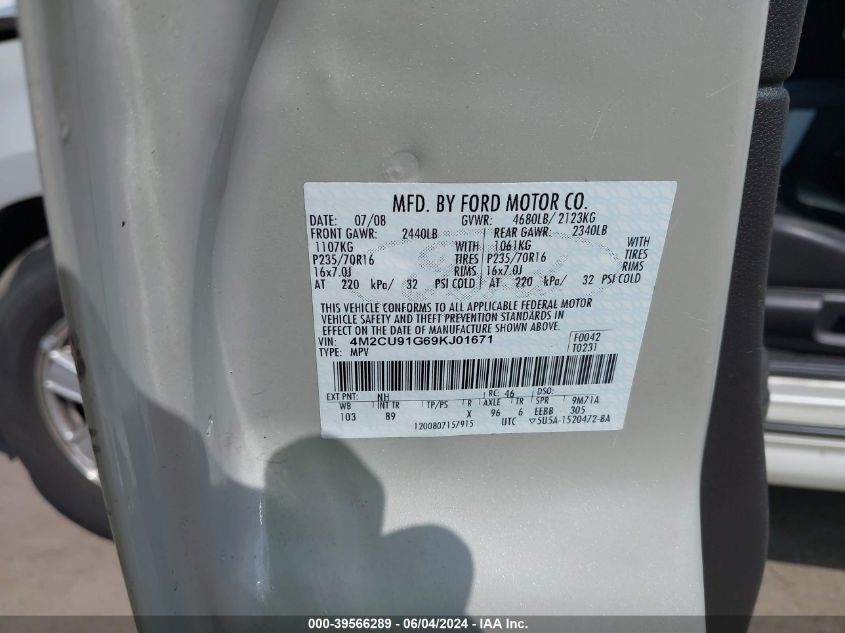 MFD. BY FORD MOTOR CO.
DATE: 07/08 GVWR: 4680LB/ 2123KG
FRONT GAWR: 2440LB REAR GAWR: 2340LB
1107KG WITH 1061KG WITH
P235/70R16 TIRES P235/70R16 TIRES
16x7.0J RIMS 16x7.0J RIMS
AT 220 kPa/ 32 PSI COLD AT 220 kPa/ 32 PSI COLD
THIS VEHICLE CONFORMS TO ALL APPLICABLE FEDERAL MOTOR
VEHICLE SAFETY AND THEFT PREVENTION STANDARDS IN
EFFECT ON THE DATE OF MANUFACTURE SHOWN ABOVE.
VIN: 4M2CU91G69KJ01671 F0042
TYPE: MPV T0231
EXT PNT: NH RC: 46 DSO:
WB INT TR TP/PS R AXLE TR SPR 9M71A
103 89 X 96 6 EEBB 305
1200807157915 UTC ▽5U5A-1520472-BA
000-39566289 - 06/04/2024 - IAA Inc.